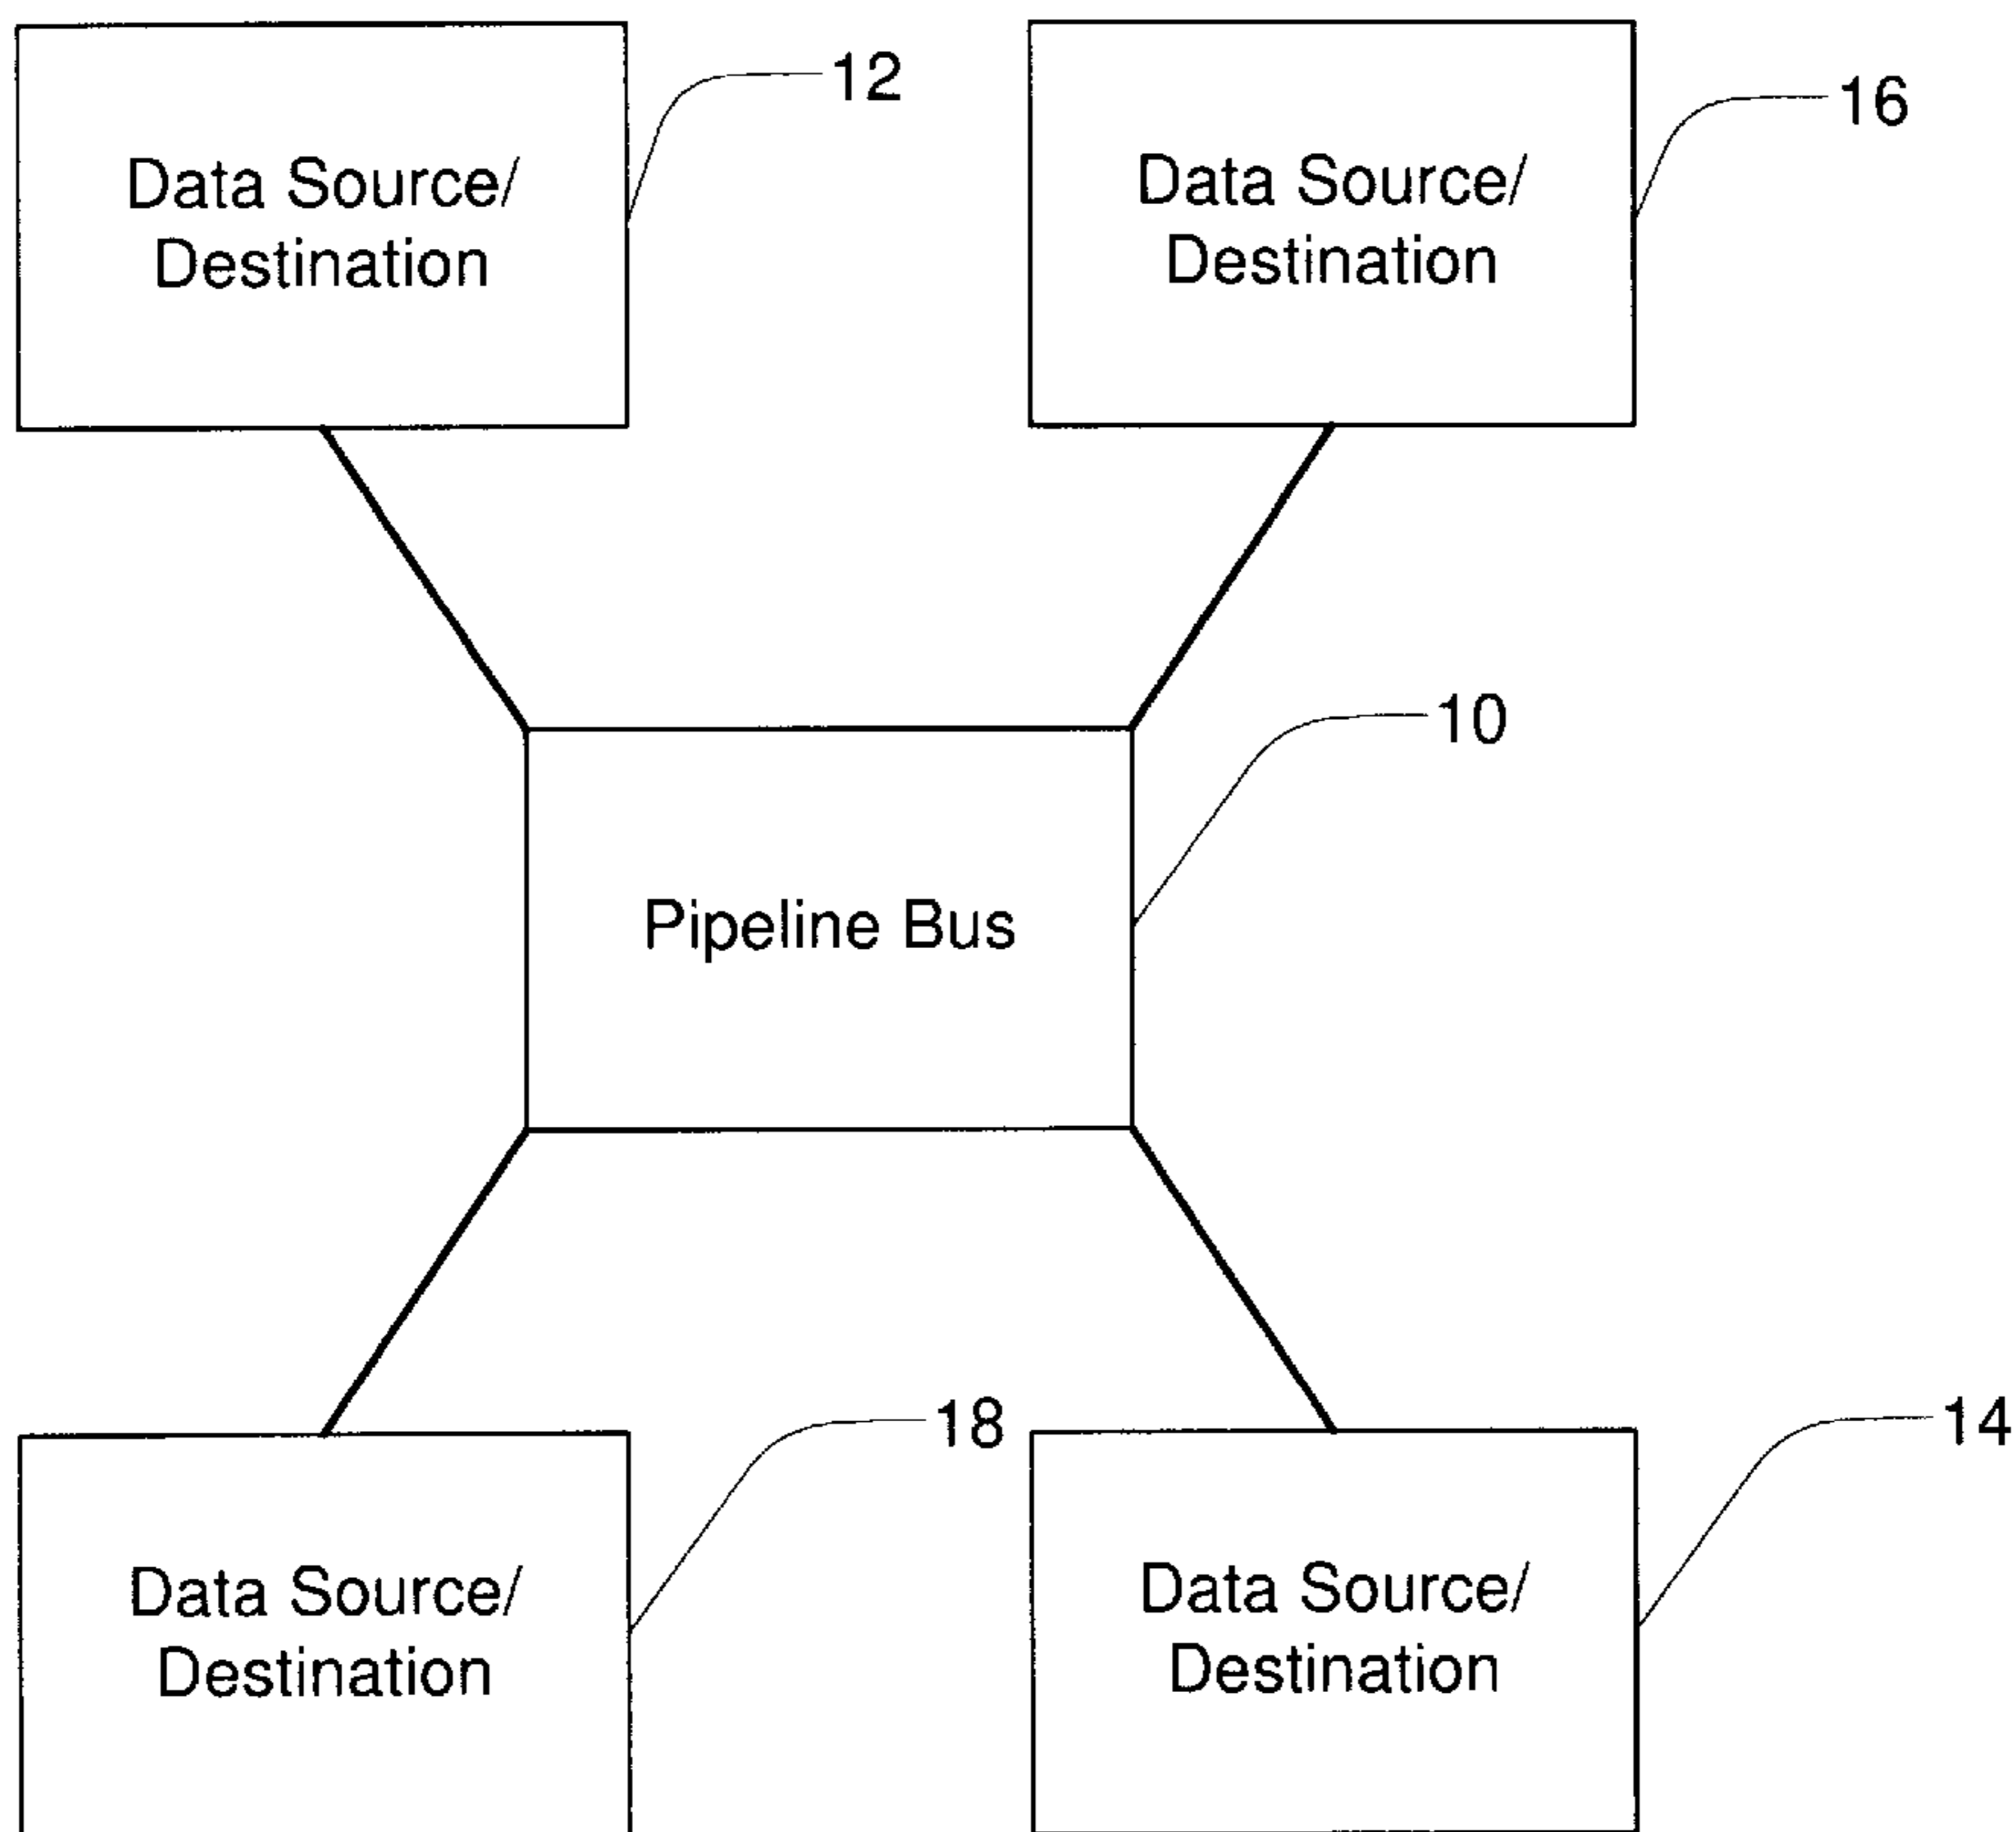 12
16
Data Source/
Destination
Data Source/
Destination
10
Pipeline Bus
18
14
Data Source/
Destination
Data Source/
Destination